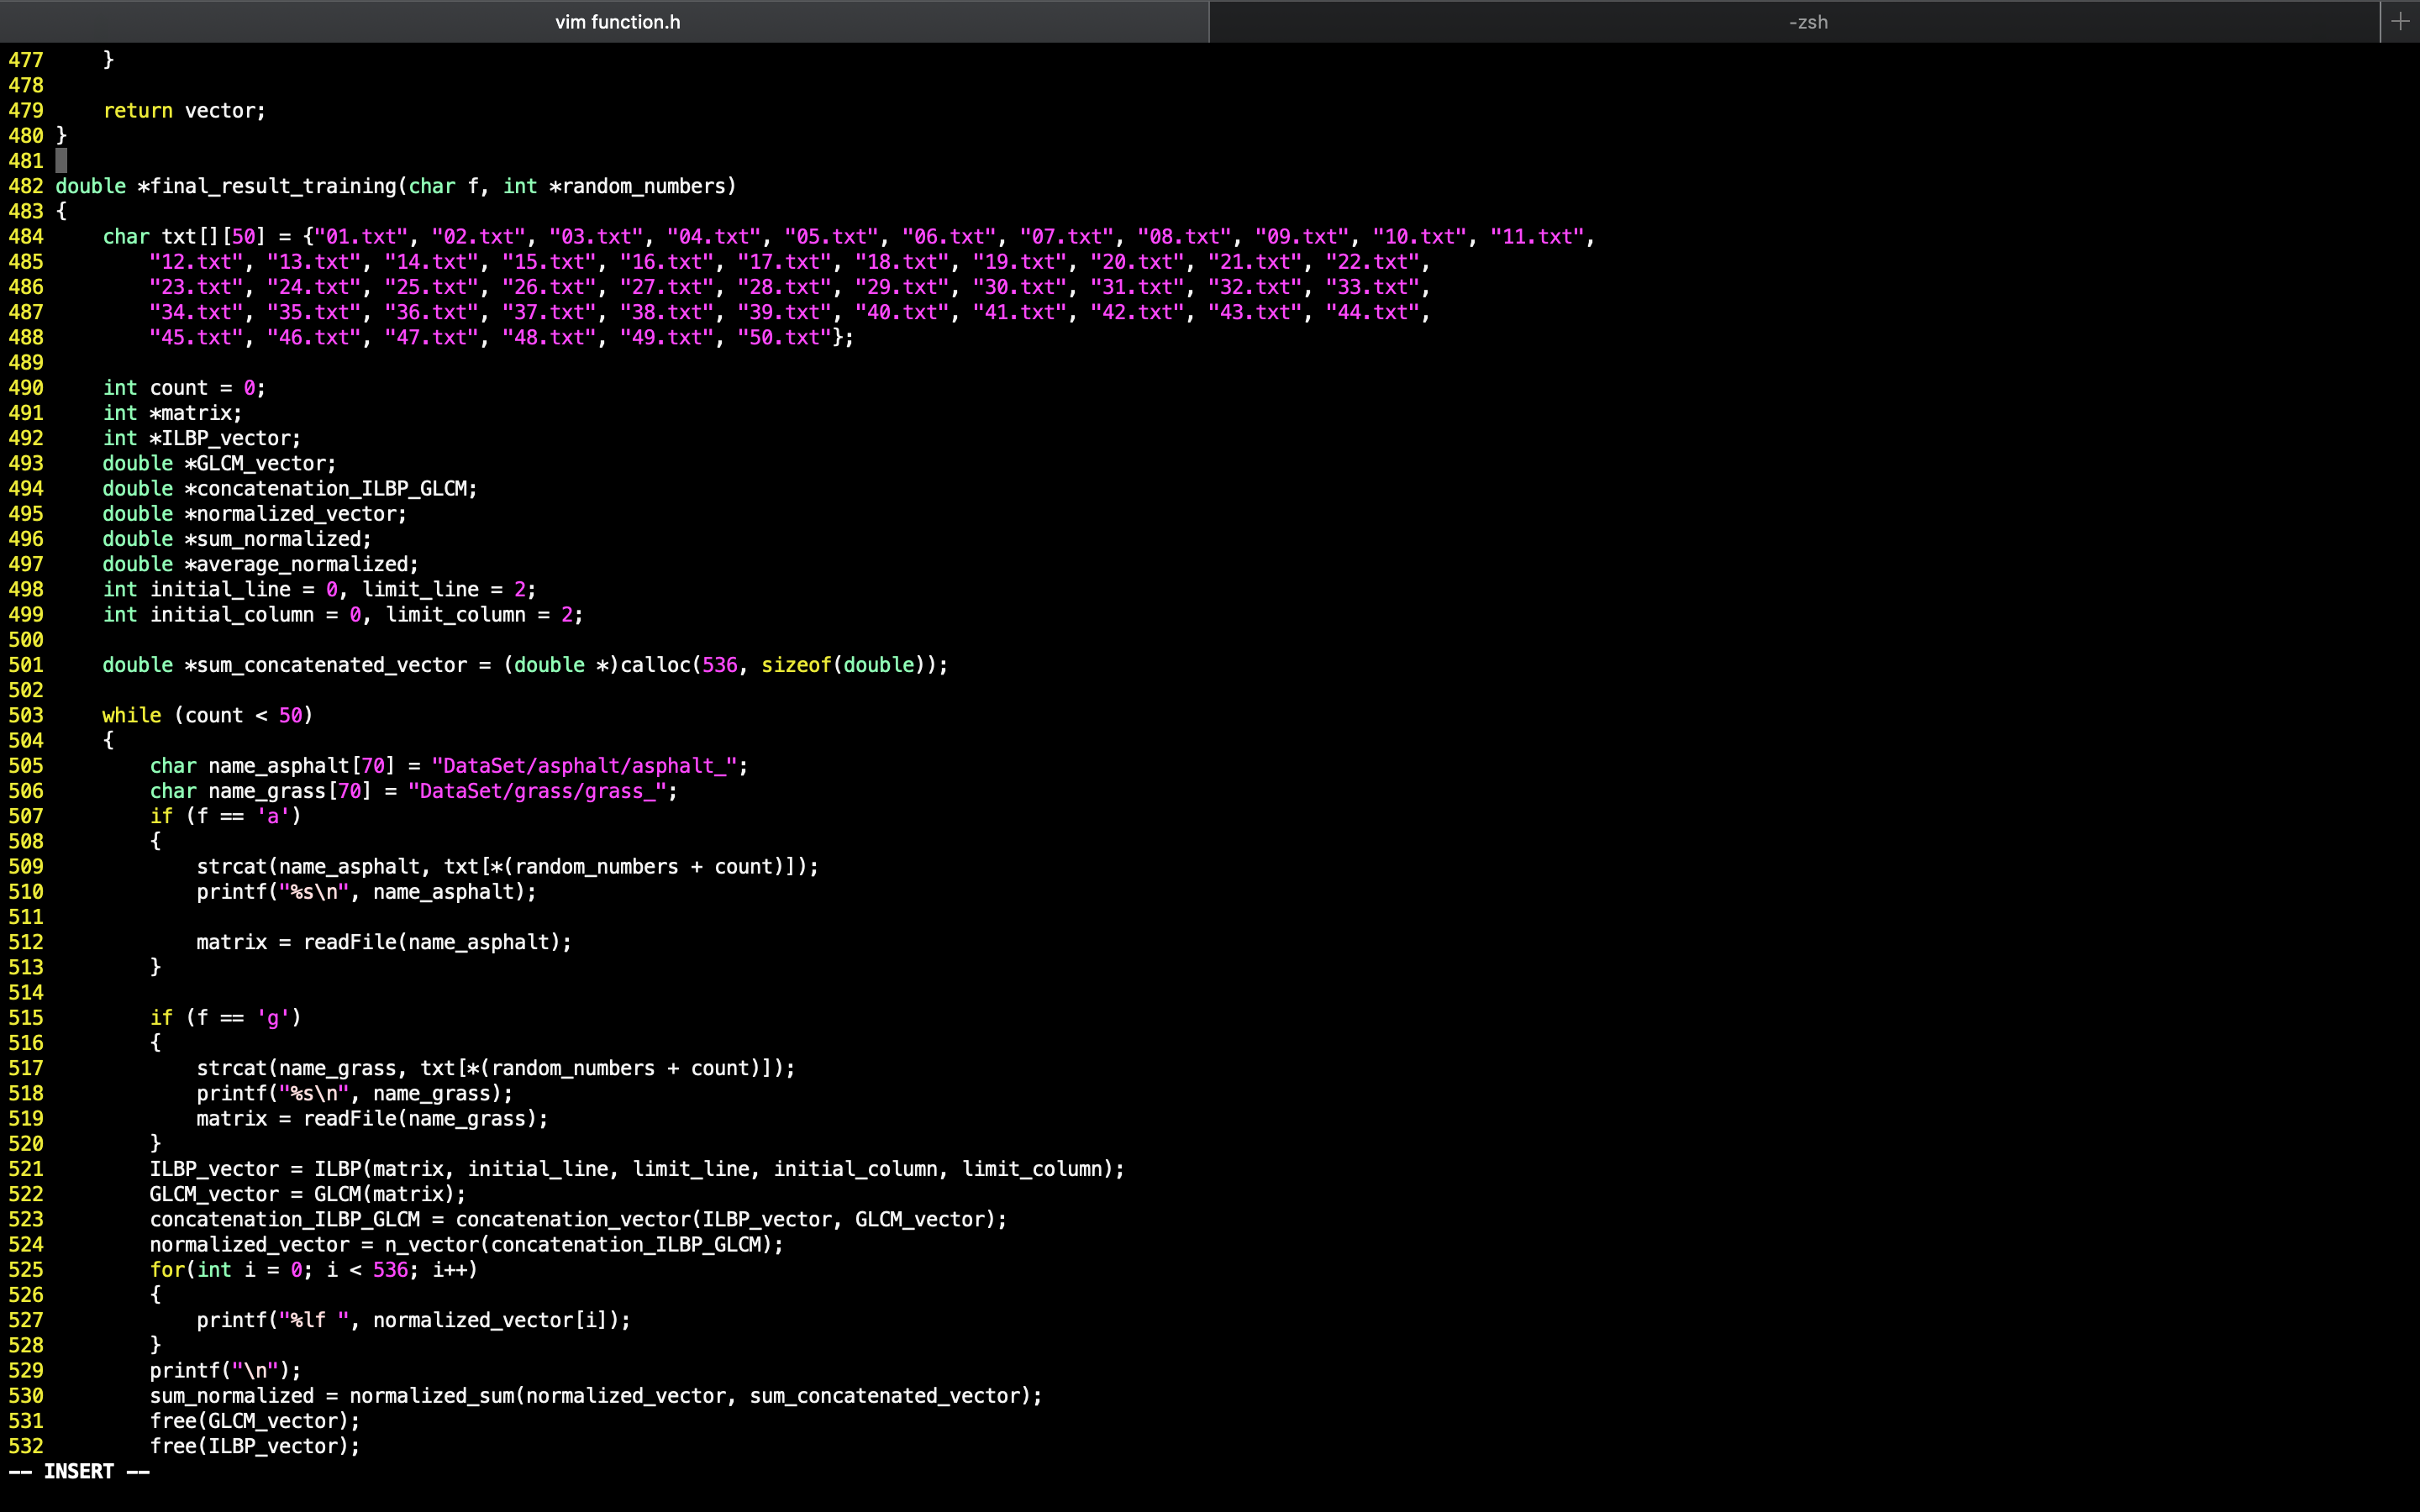 vim function.h
-zsh
+
477     }
478
479     return vector;
480 }
481
482 double *final_result_training(char f, int *random_numbers)
483 {
484     char txt[][50] = {"01.txt", "02.txt", "03.txt", "04.txt", "05.txt", "06.txt", "07.txt", "08.txt", "09.txt", "10.txt", "11.txt",
485         "12.txt", "13.txt", "14.txt", "15.txt", "16.txt", "17.txt", "18.txt", "19.txt", "20.txt", "21.txt", "22.txt",
486         "23.txt", "24.txt", "25.txt", "26.txt", "27.txt", "28.txt", "29.txt", "30.txt", "31.txt", "32.txt", "33.txt",
487         "34.txt", "35.txt", "36.txt", "37.txt", "38.txt", "39.txt", "40.txt", "41.txt", "42.txt", "43.txt", "44.txt",
488         "45.txt", "46.txt", "47.txt", "48.txt", "49.txt", "50.txt"};
489
490     int count = 0;
491     int *matrix;
492     int *ILBP_vector;
493     double *GLCM_vector;
494     double *concatenation_ILBP_GLCM;
495     double *normalized_vector;
496     double *sum_normalized;
497     double *average_normalized;
498     int initial_line = 0, limit_line = 2;
499     int initial_column = 0, limit_column = 2;
500
501     double *sum_concatenated_vector = (double *)calloc(536, sizeof(double));
502
503     while (count < 50)
504     {
505         char name_asphalt[70] = "DataSet/asphalt/asphalt_";
506         char name_grass[70] = "DataSet/grass/grass_";
507         if (f == 'a')
508         {
509             strcat(name_asphalt, txt[*(random_numbers + count)]);
510             printf("%s\n", name_asphalt);
511
512             matrix = readFile(name_asphalt);
513         }
514
515         if (f == 'g')
516         {
517             strcat(name_grass, txt[*(random_numbers + count)]);
518             printf("%s\n", name_grass);
519             matrix = readFile(name_grass);
520         }
521         ILBP_vector = ILBP(matrix, initial_line, limit_line, initial_column, limit_column);
522         GLCM_vector = GLCM(matrix);
523         concatenation_ILBP_GLCM = concatenation_vector(ILBP_vector, GLCM_vector);
524         normalized_vector = n_vector(concatenation_ILBP_GLCM);
525         for(int i = 0; i < 536; i++)
526         {
527             printf("%lf ", normalized_vector[i]);
528         }
529         printf("\n");
530         sum_normalized = normalized_sum(normalized_vector, sum_concatenated_vector);
531         free(GLCM_vector);
532         free(ILBP_vector);
-- INSERT --